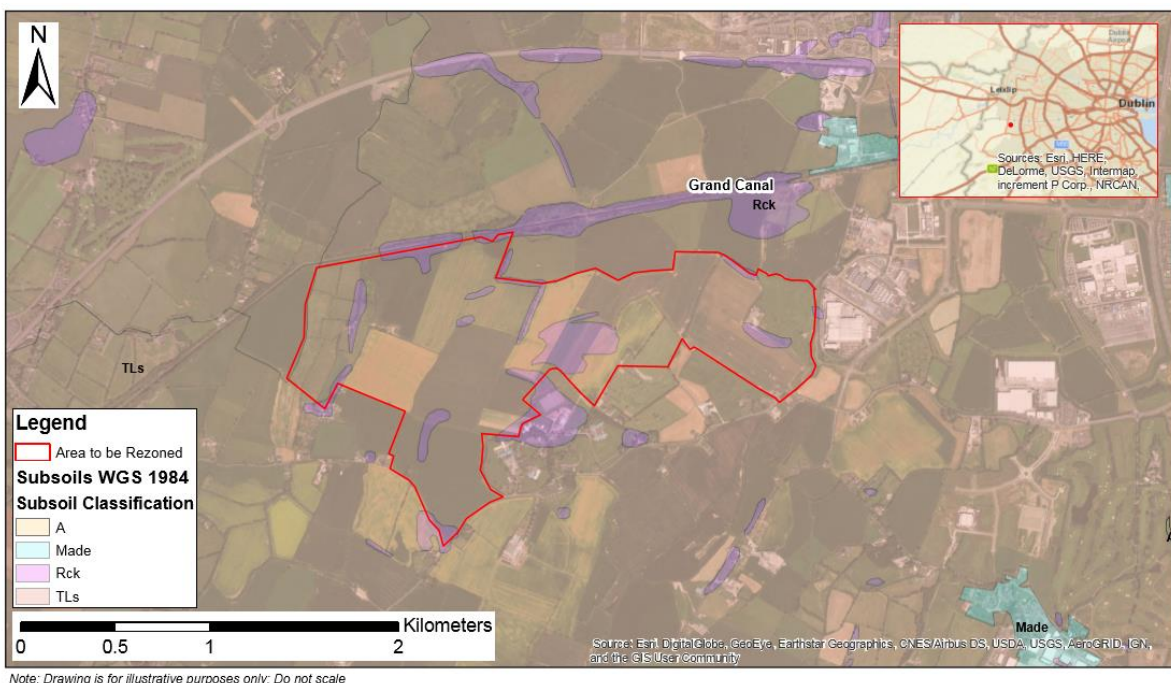 N
Leixlip
Dublin
Airport
Dublin
Sources: Esri, HERE,
DeLorme, USGS, Intermap,
increment P Corp., NRCAN,
Grand Canal
Rck
TLs
Legend
Area to be Rezoned
Subsoils WGS 1984
Subsoil Classification
A
Made
Rck
TLs
Kilometers
0 0.5 1 2
A
Made
Source: Esri, DigitalGlobe, GeoEye, Earthstar Geographics, CNES/Airbus DS, USDA, USGS, AeroGRID, IGN,
and the GIS User Community
Note: Drawing is for illustrative purposes only: Do not scale